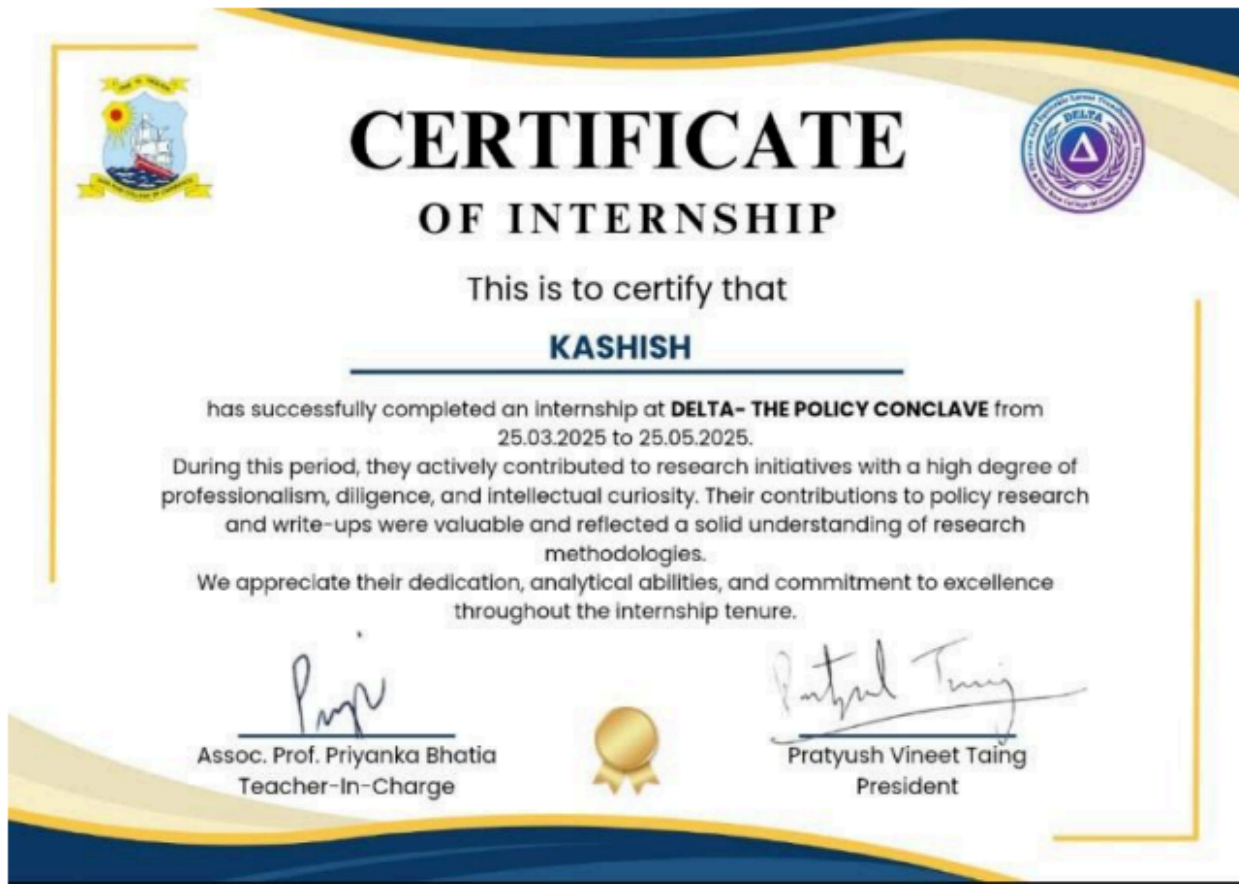 DELTA
CERTIFICATE
OF INTERNSHIP
This is to certify that
KASHISH
has successfully completed an internship at DELTA- THE POLICY CONCLAVE from
25.03.2025 to 25.05.2025.
During this period, they actively contributed to research initiatives with a high degree of
professionalism, diligence, and intellectual curiosity. Their contributions to policy research
and write-ups were valuable and reflected a solid understanding of research
methodologies.
We appreciate their dedication, analytical abilities, and commitment to excellence
throughout the internship tenure.
Assoc. Prof. Priyanka Bhatia
Teacher-In-Charge
Pratyush Vineet Taing
President